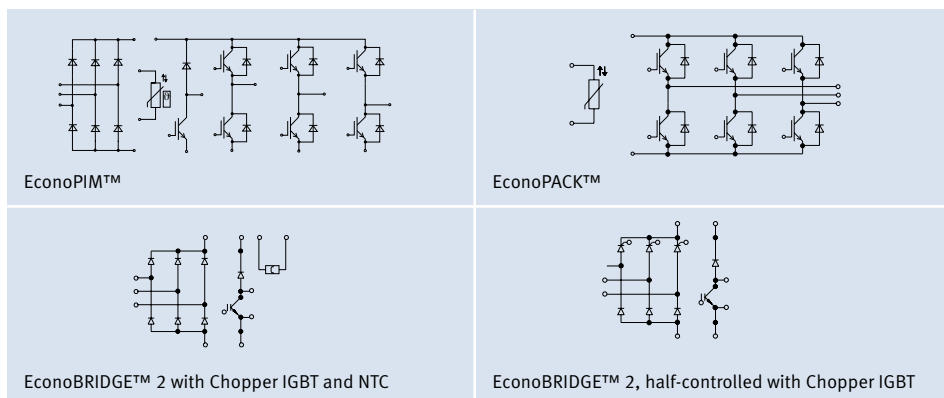 EconoPIM™
EconoPACK™
EconoBRIDGE™ 2 with Chopper IGBT and NTC
EconoBRIDGE™ 2, half-controlled with Chopper IGBT